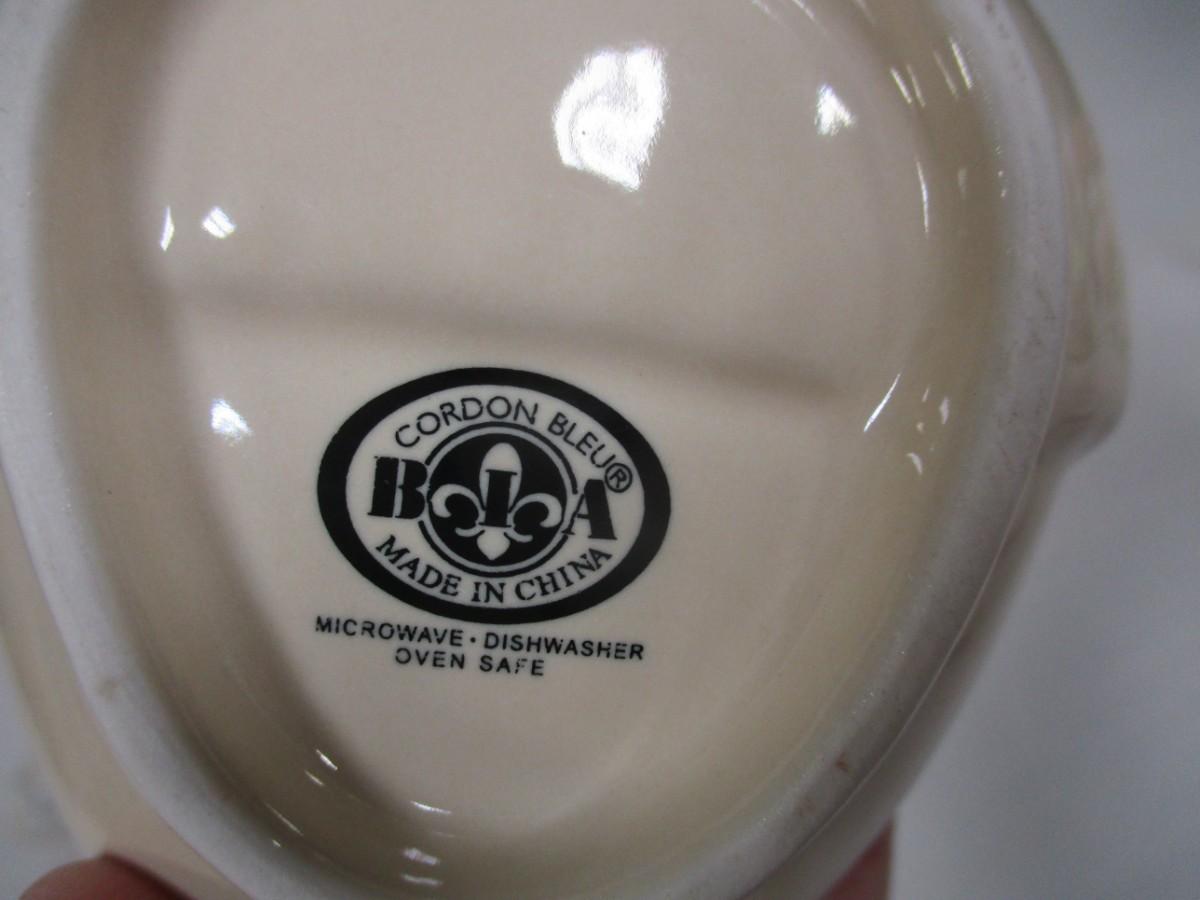 CORDON BLEU®
BIA
MADE IN CHINA
MICROWAVE • DISHWASHER
OVEN SAFE